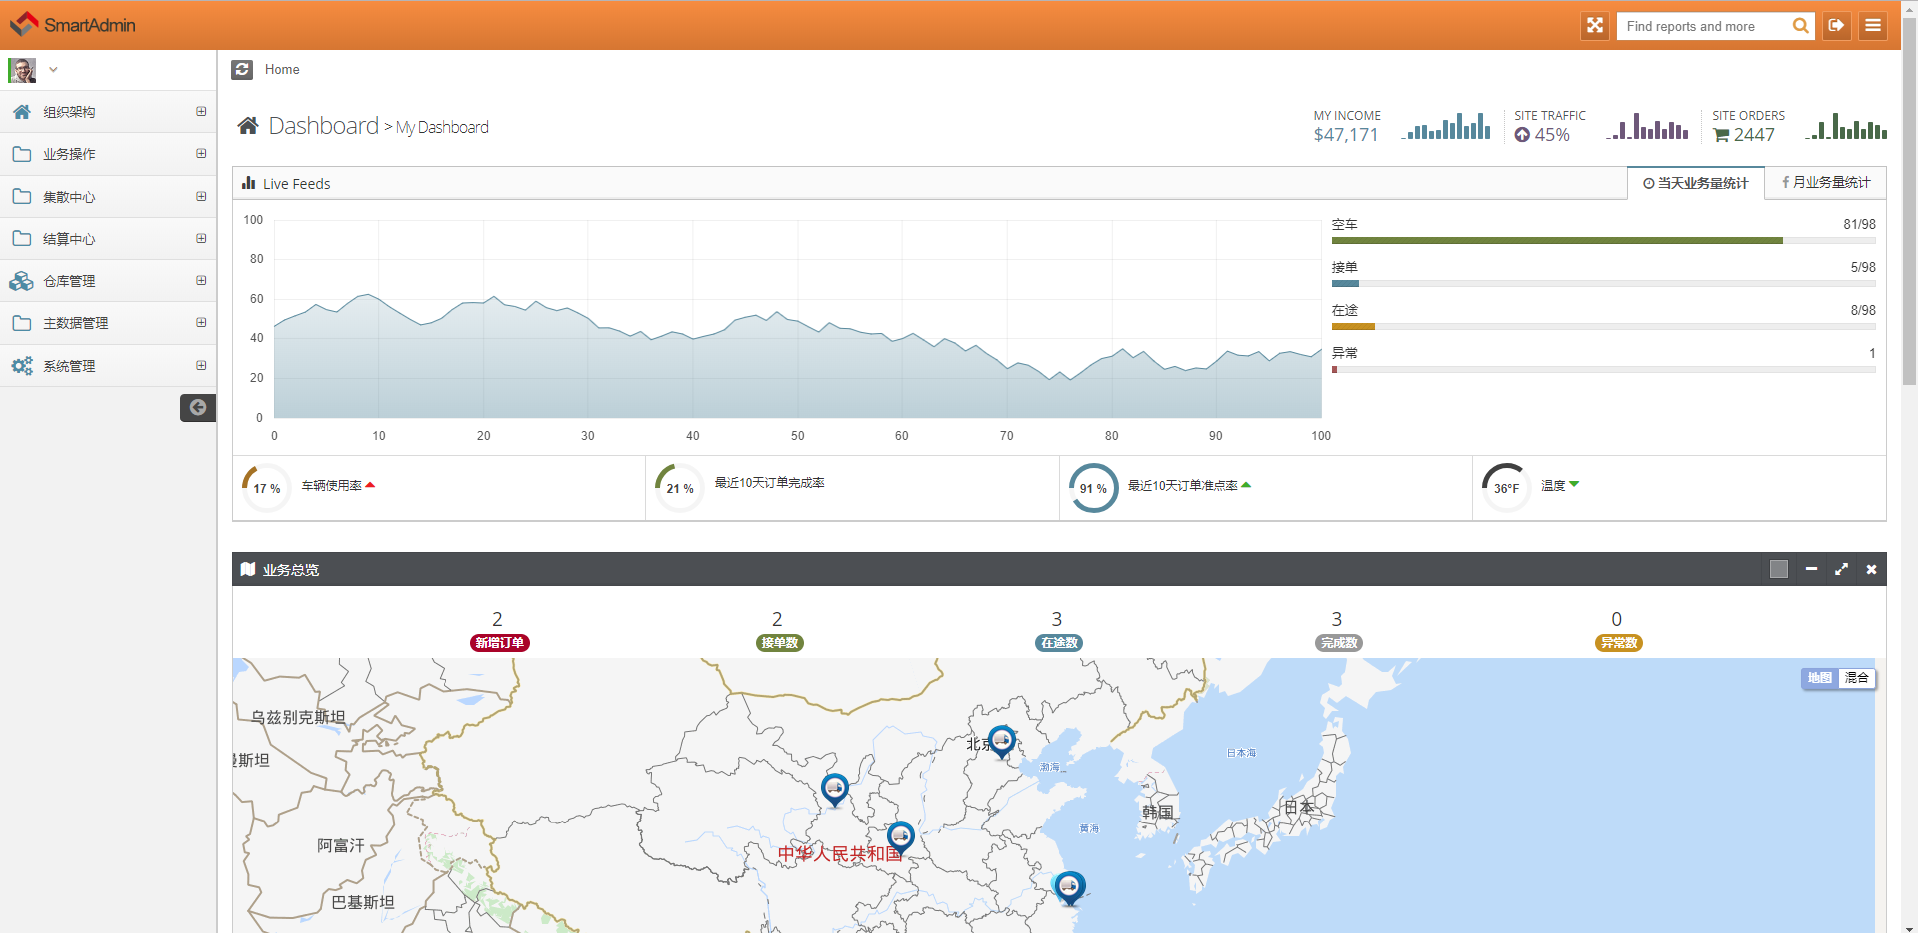 SmartAdmin
Find reports and more
Home
Dashboard > My Dashboard
MY INCOME
$47,171
SITE TRAFFIC
45%
SITE ORDERS
2447
组织架构
业务操作
集散中心
结算中心
仓库管理
主数据管理
系统管理
Live Feeds
当天业务量统计
月业务量统计
100
80
60
40
20
0
0 10 20 30 40 50 60 70 80 90 100
空车 81/98
接单 5/98
在途 8/98
异常 1
17 %
车辆使用率
21 %
最近10天订单完成率
91 %
最近10天订单准点率
36°F
温度
业务总览
2
新增订单
2
接单数
3
在途数
3
完成数
0
异常数
地图 混合
乌兹别克斯坦
曼斯坦
北京
渤海
日本海
韩国
日本
黄海
阿富汗
中华人民共和国
巴基斯坦